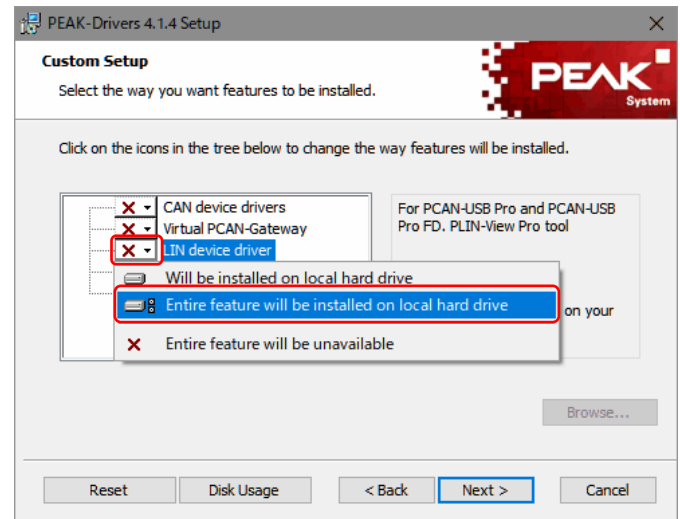 PEAK-Drivers 4.1.4 Setup
Custom Setup
Select the way you want features to be installed.
PEAK
System
Click on the icons in the tree below to change the way features will be installed.
CAN device drivers
Virtual PCAN-Gateway
LIN device driver
For PCAN-USB Pro and PCAN-USB
Pro FD. PLIN-View Pro tool
Will be installed on local hard drive
Entire feature will be installed on local hard drive
on your
Entire feature will be unavailable
Browse...
Reset
Disk Usage
< Back
Next >
Cancel